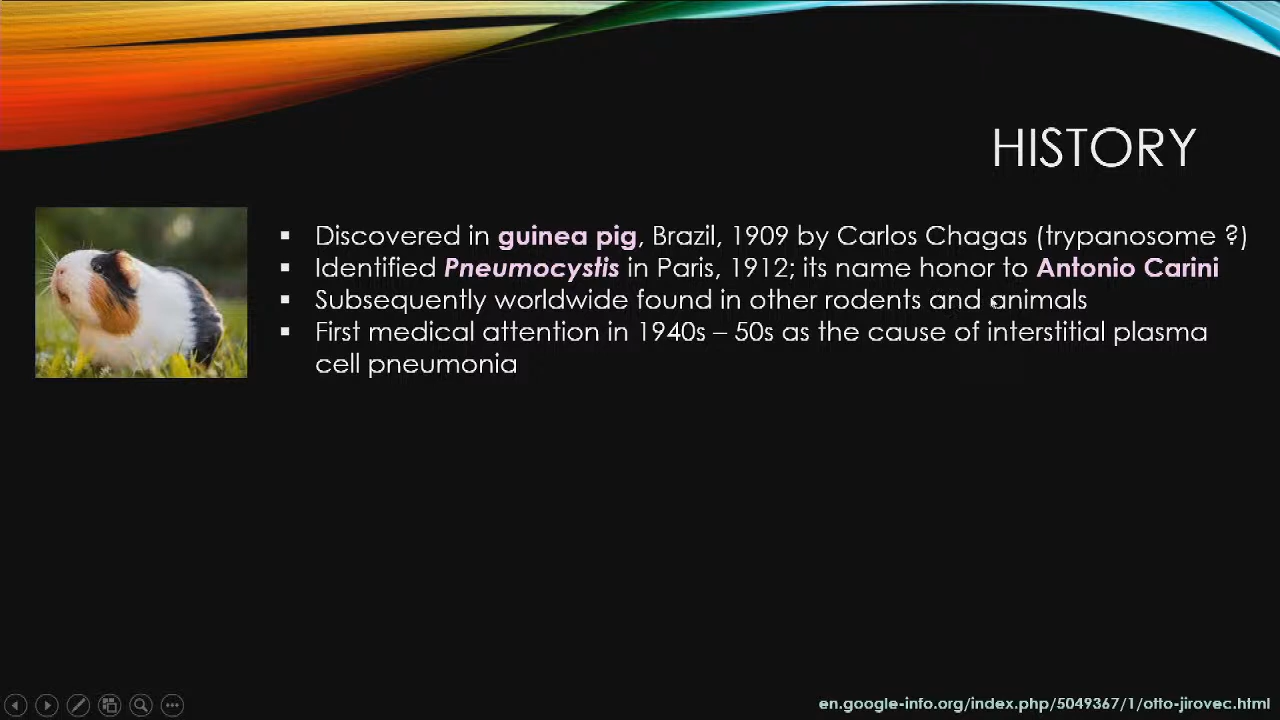 HISTORY
▪ Discovered in guinea pig, Brazil, 1909 by Carlos Chagas (trypanosome ?)
▪ Identified Pneumocystis in Paris, 1912; its name honor to Antonio Carini
▪ Subsequently worldwide found in other rodents and animals
▪ First medical attention in 1940s – 50s as the cause of interstitial plasma
cell pneumonia
en.google-info.org/index.php/5049367/1/otto-jirovec.html